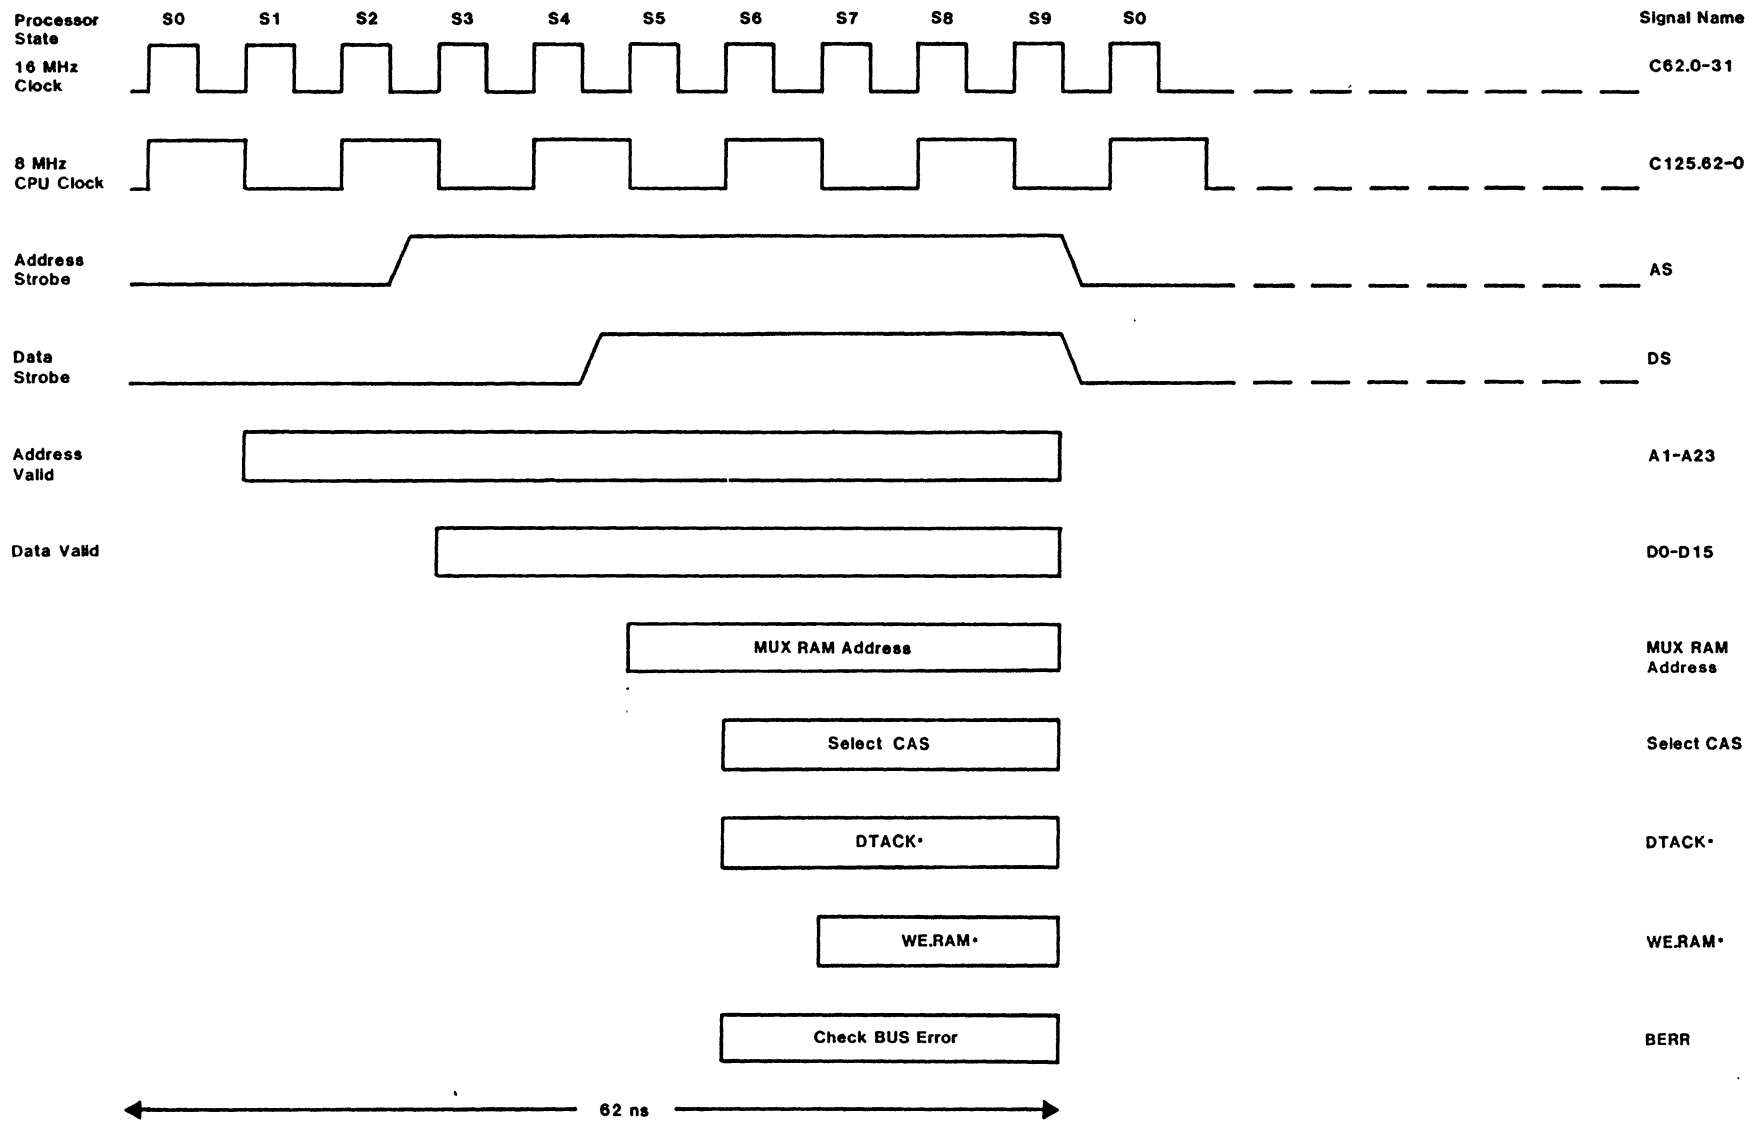 Processor State S0 S1 S2 S3 S4 S5 S6 S7 S8 S9 S0 Signal Name
16 MHz Clock C62.0-31
8 MHz CPU Clock C125.62-0
Address Strobe AS
Data Strobe DS
Address Valid A1-A23
Data Valid D0-D15
MUX RAM Address MUX RAM Address
Select CAS Select CAS
DTACK• DTACK•
WE.RAM• WE.RAM•
Check BUS Error BERR
62 ns